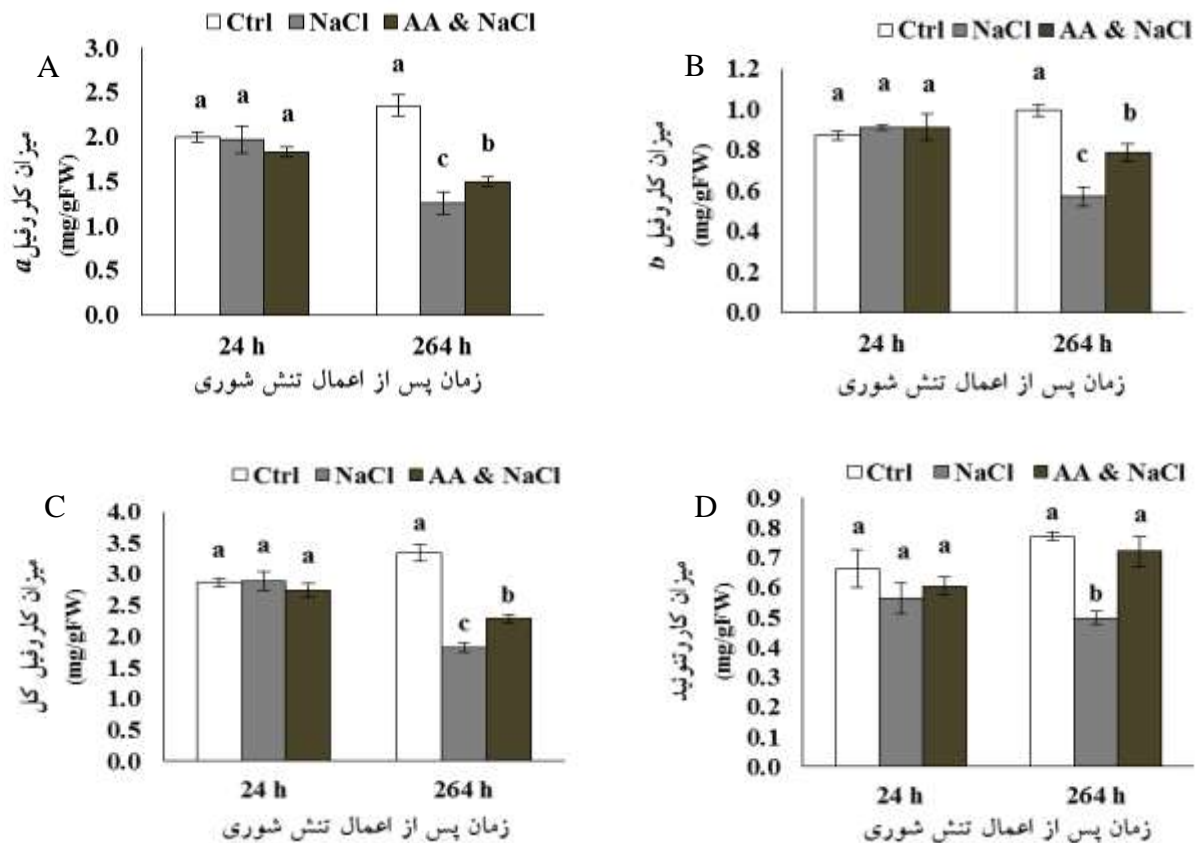 A
Ctrl NaCl AA & NaCl
3.0
2.5
2.0
1.5
1.0
0.5
0.0
میزان کلروفیل a
(mg/gFW)
a a a
a c b
24 h 264 h
زمان پس از اعمال تنش شوری
B
Ctrl NaCl AA & NaCl
1.2
1.0
0.8
0.6
0.4
0.2
0.0
میزان کلروفیل b
(mg/gFW)
a a a
a c b
24 h 264 h
زمان پس از اعمال تنش شوری
C
Ctrl NaCl AA & NaCl
4.0
3.5
3.0
2.5
2.0
1.5
1.0
0.5
0.0
میزان کلروفیل کل
(mg/gFW)
a a a
a c b
24 h 264 h
زمان پس از اعمال تنش شوری
D
Ctrl NaCl AA & NaCl
0.9
0.8
0.7
0.6
0.5
0.4
0.3
0.2
0.1
0.0
میزان کاروتنوئید
(mg/gFW)
a a a
a b a
24 h 264 h
زمان پس از اعمال تنش شوری